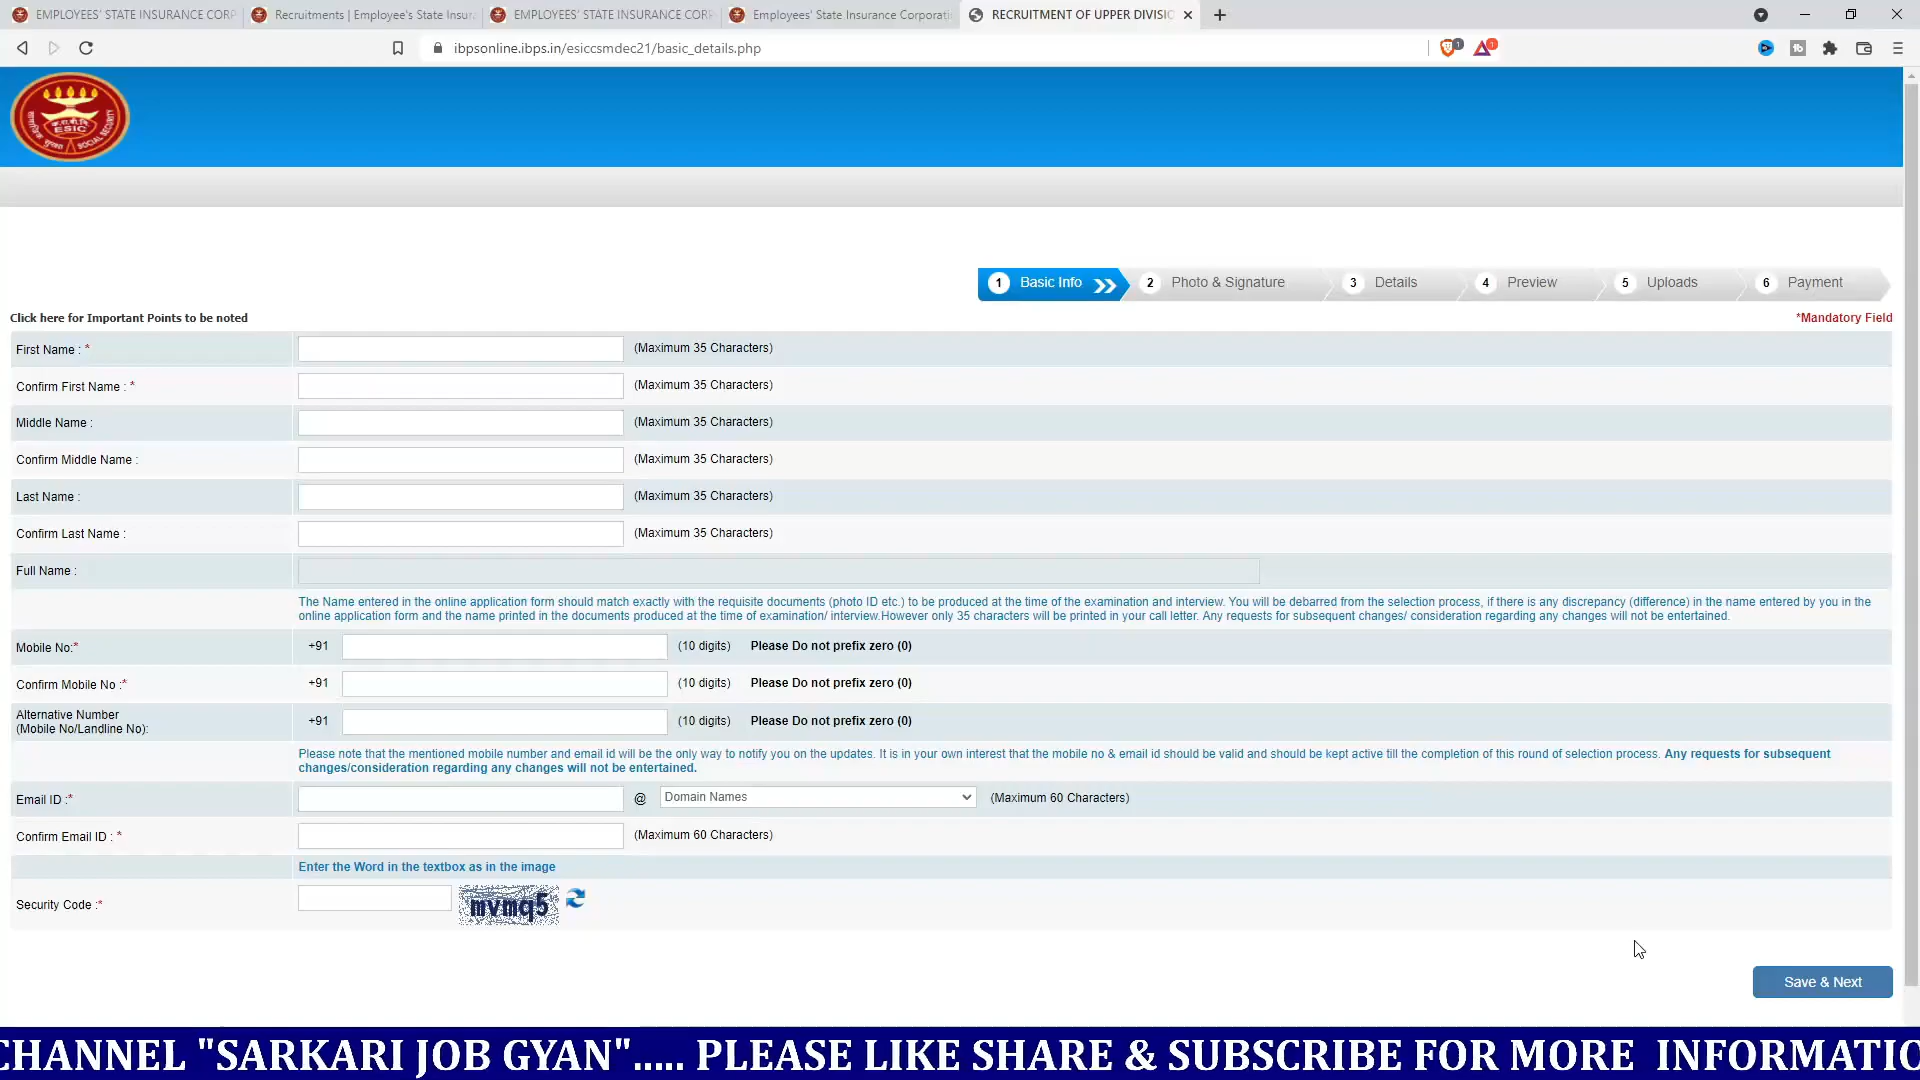 EMPLOYEES' STATE INSURANCE CORP
Recruitments | Employee's State Insur
EMPLOYEES' STATE INSURANCE CORP
Employees' State Insurance Corporati
RECRUITMENT OF UPPER DIVISIO
ibpsonline.ibps.in/esiccsmdec21/basic_details.php
1
1
ESIC
SOCIAL SECURITY
1 Basic Info
2 Photo & Signature
3 Details
4 Preview
5 Uploads
6 Payment
Click here for Important Points to be noted
*Mandatory Field
First Name : * (Maximum 35 Characters)
Confirm First Name : * (Maximum 35 Characters)
Middle Name : (Maximum 35 Characters)
Confirm Middle Name : (Maximum 35 Characters)
Last Name : (Maximum 35 Characters)
Confirm Last Name : (Maximum 35 Characters)
Full Name :
The Name entered in the online application form should match exactly with the requisite documents (photo ID etc.) to be produced at the time of the examination and interview. You will be debarred from the selection process, if there is any discrepancy (difference) in the name entered by you in the
online application form and the name printed in the documents produced at the time of examination/ interview.However only 35 characters will be printed in your call letter. Any requests for subsequent changes/ consideration regarding any changes will not be entertained.
Mobile No:* +91 (10 digits) Please Do not prefix zero (0)
Confirm Mobile No :* +91 (10 digits) Please Do not prefix zero (0)
Alternative Number
(Mobile No/Landline No): +91 (10 digits) Please Do not prefix zero (0)
Please note that the mentioned mobile number and email id will be the only way to notify you on the updates. It is in your own interest that the mobile no & email id should be valid and should be kept active till the completion of this round of selection process. Any requests for subsequent
changes/consideration regarding any changes will not be entertained.
Email ID :* @ Domain Names (Maximum 60 Characters)
Confirm Email ID : * (Maximum 60 Characters)
Enter the Word in the textbox as in the image
Security Code :* mvmq5
Save & Next
CHANNEL "SARKARI JOB GYAN"..... PLEASE LIKE SHARE & SUBSCRIBE FOR MORE INFORMATIO